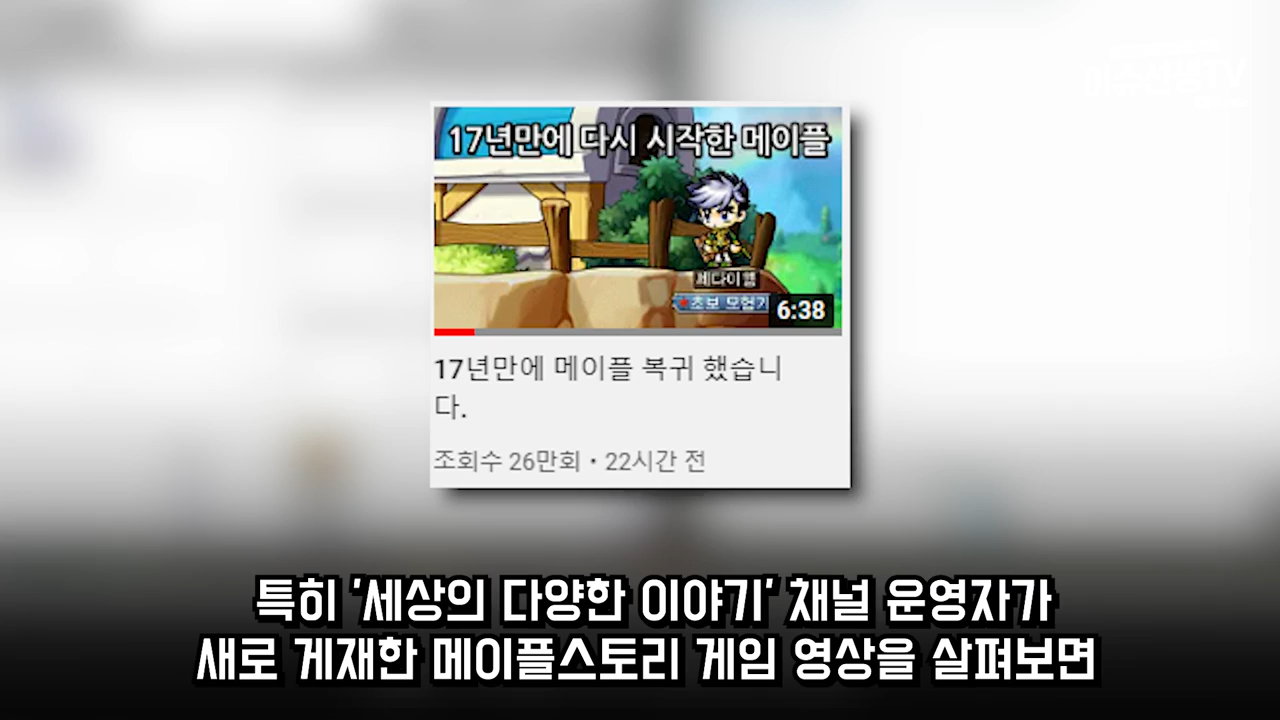 17년만에 다시 시작한 메이플
세다이럽
초보 모험가
6:38
17년만에 메이플 복귀 했습니
다.
조회수 26만회 • 22시간 전
특히 '세상의 다양한 이야기' 채널 운영자가
새로 게재한 메이플스토리 게임 영상을 살펴보면